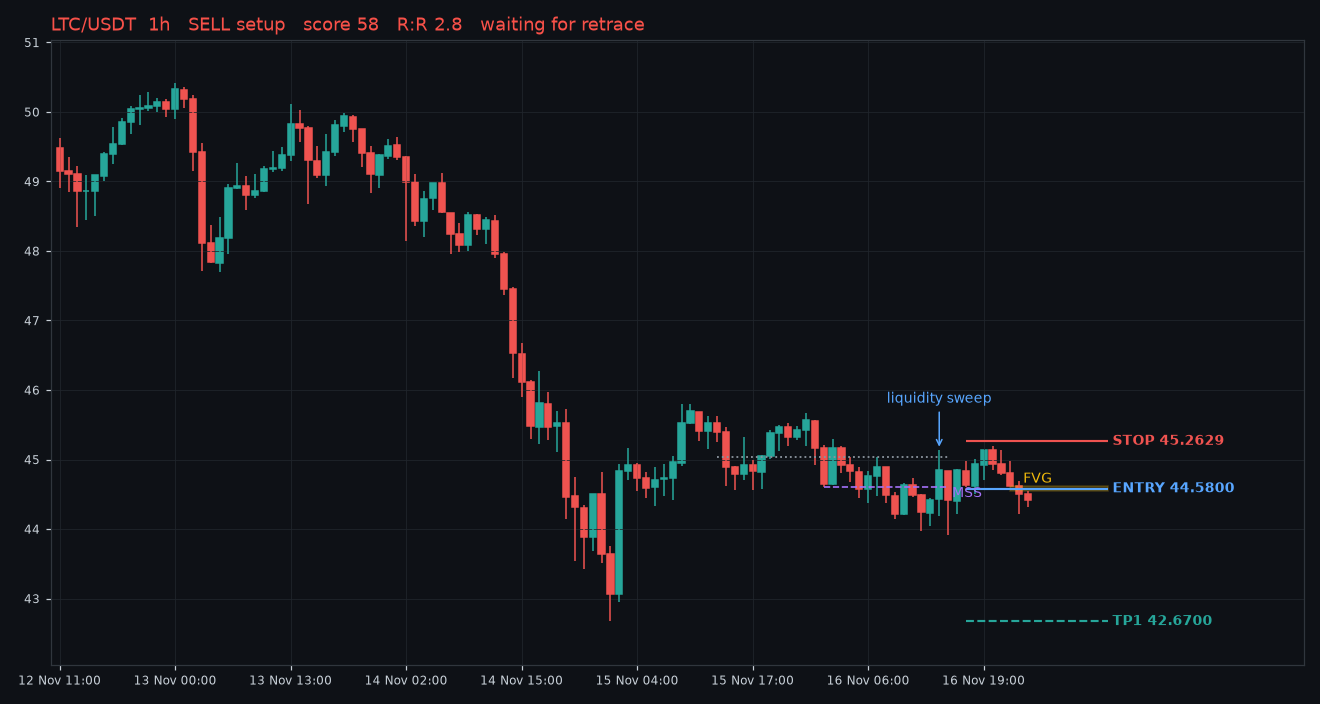 LTC/USDT 1h SELL setup score 58 R:R 2.8 waiting for retrace
51
50
49
48
47
46
45
44
43
liquidity sweep
STOP 45.2629
FVG
ENTRY 44.5800
MSS
TP1 42.6700
12 Nov 11:00
13 Nov 00:00
13 Nov 13:00
14 Nov 02:00
14 Nov 15:00
15 Nov 04:00
15 Nov 17:00
16 Nov 06:00
16 Nov 19:00